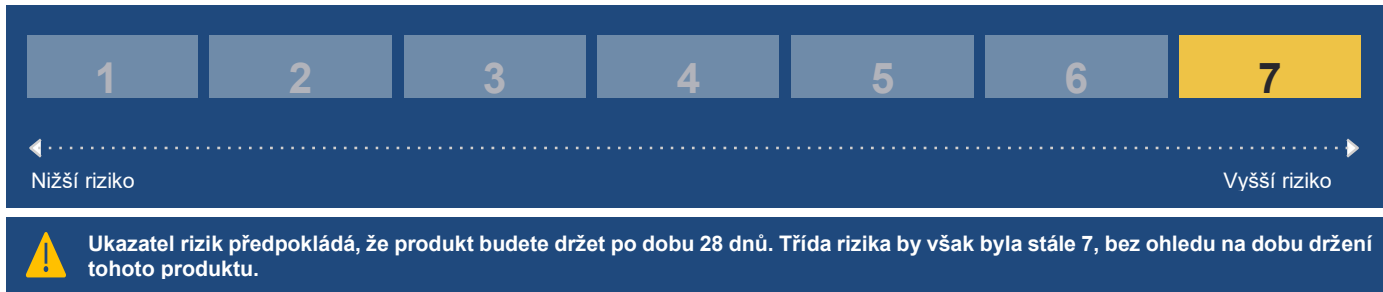 1 2 3 4 5 6 7
Nižší riziko Vyšší riziko
Ukazatel rizik předpokládá, že produkt budete držet po dobu 28 dnů. Třída rizika by však byla stále 7, bez ohledu na dobu držení
tohoto produktu.